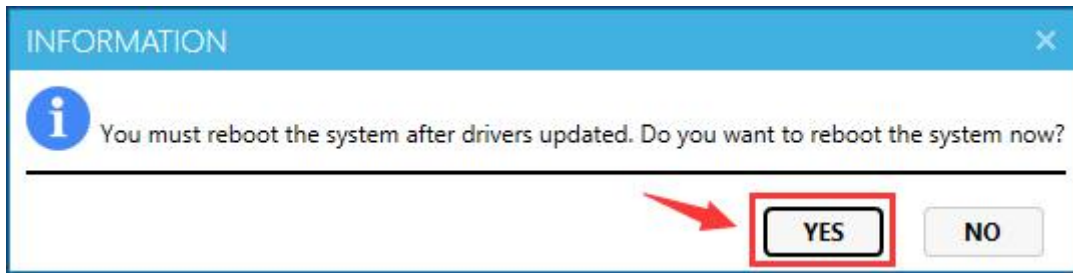 INFORMATION
You must reboot the system after drivers updated. Do you want to reboot the system now?
YES NO